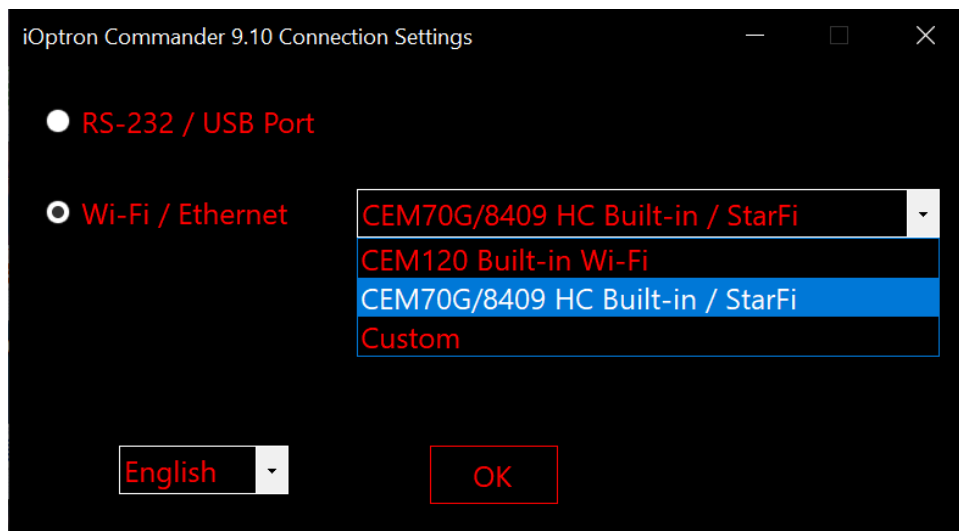 iOptron Commander 9.10 Connection Settings
RS-232 / USB Port
Wi-Fi / Ethernet
CEM70G/8409 HC Built-in / StarFi
CEM120 Built-in Wi-Fi
CEM70G/8409 HC Built-in / StarFi
Custom
English
OK